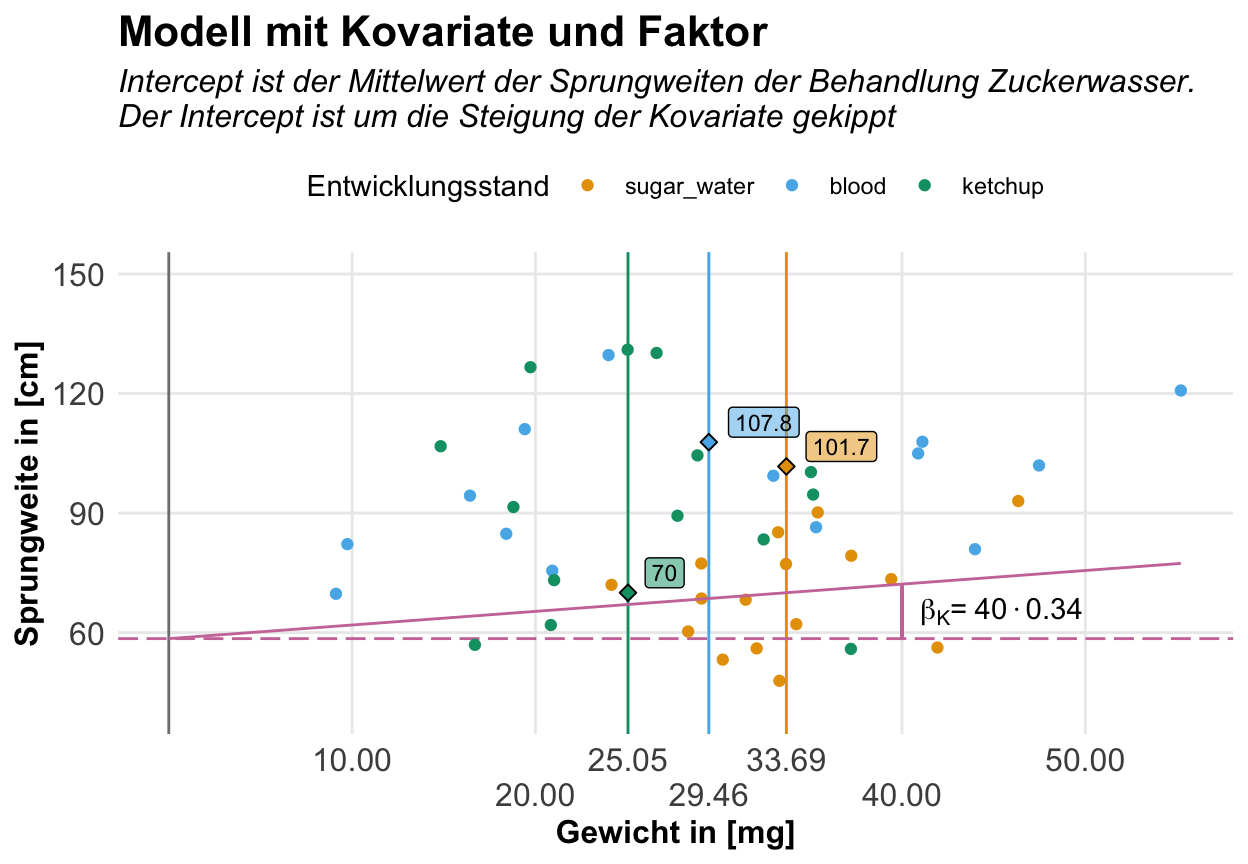 Modell mit Kovariate und Faktor
Intercept ist der Mittelwert der Sprungweiten der Behandlung Zuckerwasser.
Der Intercept ist um die Steigung der Kovariate gekippt
Entwicklungsstand sugar_water blood ketchup
Sprungweite in [cm]
150
120
90
60
107.8
101.7
70
βK= 40 · 0.34
10.00 25.05 33.69 50.00
20.00 29.46 40.00
Gewicht in [mg]